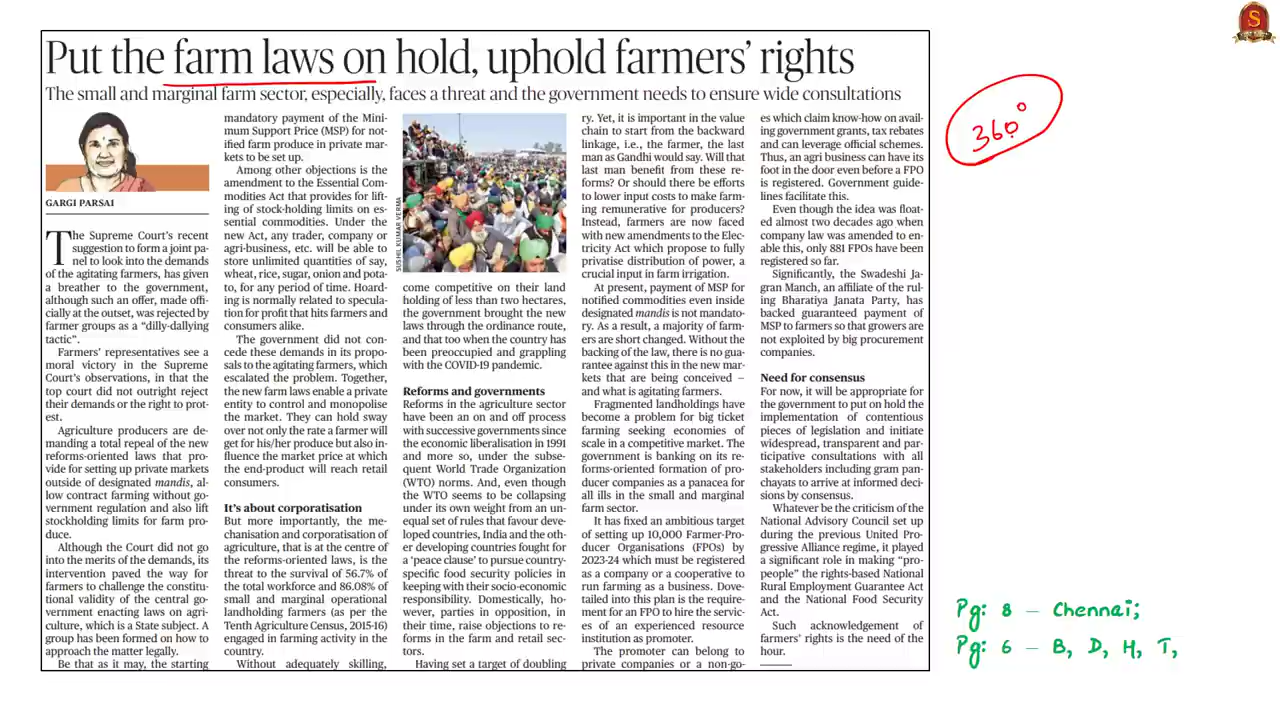 Put the farm laws on hold, uphold farmers' rights
The small and marginal farm sector, especially, faces a threat and the government needs to ensure wide consultations
GARGI PARSAI
The Supreme Court's recent
suggestion to form a joint pa-
nel to look into the demands
of the agitating farmers, has given
a breather to the government,
although such an offer, made offi-
cially at the outset, was rejected by
farmer groups as a “dilly-dallying
tactic”.
Farmers' representatives see a
moral victory in the Supreme
Court's observations, in that the
top court did not outright reject
their demands or the right to prot-
est.
Agriculture producers are de-
manding a total repeal of the new
reforms-oriented laws that pro-
vide for setting up private markets
outside of designated mandis, al-
low contract farming without go-
vernment regulation and also lift
stockholding limits for farm pro-
duce.
Although the Court did not go
into the merits of the demands, its
intervention paved the way for
farmers to challenge the constitu-
tional validity of the central go-
vernment enacting laws on agri-
culture, which is a State subject. A
group has been formed on how to
approach the matter legally.
Be that as it may, the starting
mandatory payment of the Mini-
mum Support Price (MSP) for not-
ified farm produce in private mar-
kets to be set up.
Among other objections is the
amendment to the Essential Com-
modities Act that provides for lift-
ing of stock-holding limits on es-
sential commodities. Under the
new Act, any trader, company or
agri-business, etc. will be able to
store unlimited quantities of say,
wheat, rice, sugar, onion and pota-
to, for any period of time. Hoard-
ing is normally related to specula-
tion for profit that hits farmers and
consumers alike.
The government did not con-
cede these demands in its propo-
sals to the agitating farmers, which
escalated the problem. Together,
the new farm laws enable a private
entity to control and monopolise
the market. They can hold sway
over not only the rate a farmer will
get for his/her produce but also in-
fluence the market price at which
the end-product will reach retail
consumers.
It's about corporatisation
But more importantly, the me-
chanisation and corporatisation of
agriculture, that is at the centre of
the reforms-oriented laws, is the
threat to the survival of 56.7% of
the total workforce and 86.08% of
small and marginal operational
landholding farmers (as per the
Tenth Agriculture Census, 2015-16)
engaged in farming activity in the
country.
Without adequately skilling,
SUSHIL KUMAR VERMA
come competitive on their land
holding of less than two hectares,
the government brought the new
laws through the ordinance route,
and that too when the country has
been preoccupied and grappling
with the COVID-19 pandemic.
Reforms and governments
Reforms in the agriculture sector
have been an on and off process
with successive governments since
the economic liberalisation in 1991
and more so, under the subse-
quent World Trade Organization
(WTO) norms. And, even though
the WTO seems to be collapsing
under its own weight from an un-
equal set of rules that favour deve-
loped countries, India and the oth-
er developing countries fought for
a ‘peace clause’ to pursue country-
specific food security policies in
keeping with their socio-economic
responsibility. Domestically, ho-
wever, parties in opposition, in
their time, raise objections to re-
forms in the farm and retail sec-
tors.
Having set a target of doubling
ry. Yet, it is important in the value
chain to start from the backward
linkage, i.e., the farmer, the last
man as Gandhi would say. Will that
last man benefit from these re-
forms? Or should there be efforts
to lower input costs to make farm-
ing remunerative for producers?
Instead, farmers are now faced
with new amendments to the Elec-
tricity Act which propose to fully
privatise distribution of power, a
crucial input in farm irrigation.
At present, payment of MSP for
notified commodities even inside
designated mandis is not mandato-
ry. As a result, a majority of farm-
ers are short changed. Without the
backing of the law, there is no gua-
rantee against this in the new mar-
kets that are being conceived –
and what is agitating farmers.
Fragmented landholdings have
become a problem for big ticket
farming seeking economies of
scale in a competitive market. The
government is banking on its re-
forms-oriented formation of pro-
ducer companies as a panacea for
all ills in the small and marginal
farm sector.
It has fixed an ambitious target
of setting up 10,000 Farmer-Pro-
ducer Organisations (FPOs) by
2023-24 which must be registered
as a company or a cooperative to
run farming as a business. Dove-
tailed into this plan is the require-
ment for an FPO to hire the servic-
es of an experienced resource
institution as promoter.
The promoter can belong to
private companies or a non-go-
es which claim know-how on avail-
ing government grants, tax rebates
and can leverage official schemes.
Thus, an agri business can have its
foot in the door even before a FPO
is registered. Government guide-
lines facilitate this.
Even though the idea was float-
ed almost two decades ago when
company law was amended to en-
able this, only 881 FPOs have been
registered so far.
Significantly, the Swadeshi Ja-
gran Manch, an affiliate of the rul-
ing Bharatiya Janata Party, has
backed guaranteed payment of
MSP to farmers so that growers are
not exploited by big procurement
companies.
Need for consensus
For now, it will be appropriate for
the government to put on hold the
implementation of contentious
pieces of legislation and initiate
widespread, transparent and par-
ticipative consultations with all
stakeholders including gram pan-
chayats to arrive at informed deci-
sions by consensus.
Whatever be the criticism of the
National Advisory Council set up
during the previous United Pro-
gressive Alliance regime, it played
a significant role in making “pro-
people” the rights-based National
Rural Employment Guarantee Act
and the National Food Security
Act.
Such acknowledgement of
farmers' rights is the need of the
hour.
360°
Pg: 8 – Chennai;
Pg: 6 – B, D, H, T,